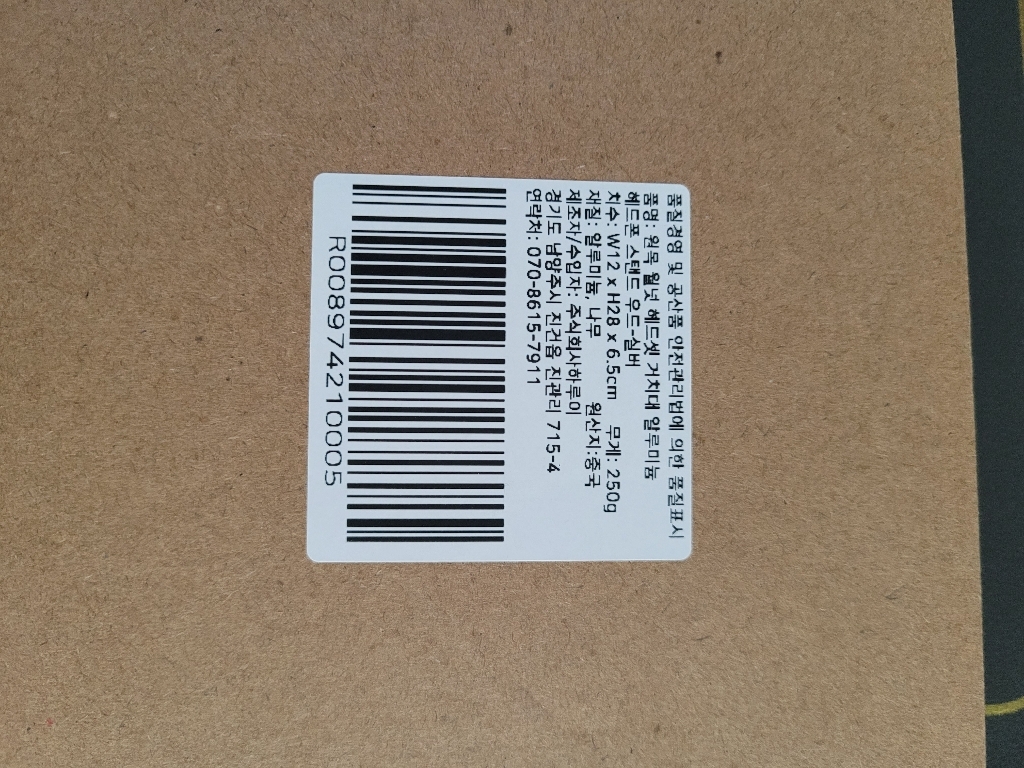 품질경영 및 공산품 안전관리법에 의한 품질표시
품명: 원목 월넛 헤드셋 거치대 알루미늄
헤드폰 스탠드 우드-실버
치수: W12 x H28 x 6.5cm 무게: 250g
재질: 알루미늄, 나무 원산지:중국
제조자/수입자: 주식회사하루이
경기도 남양주시 진건읍 진관리 715-4
연락처: 070-8615-7911
R008974210005